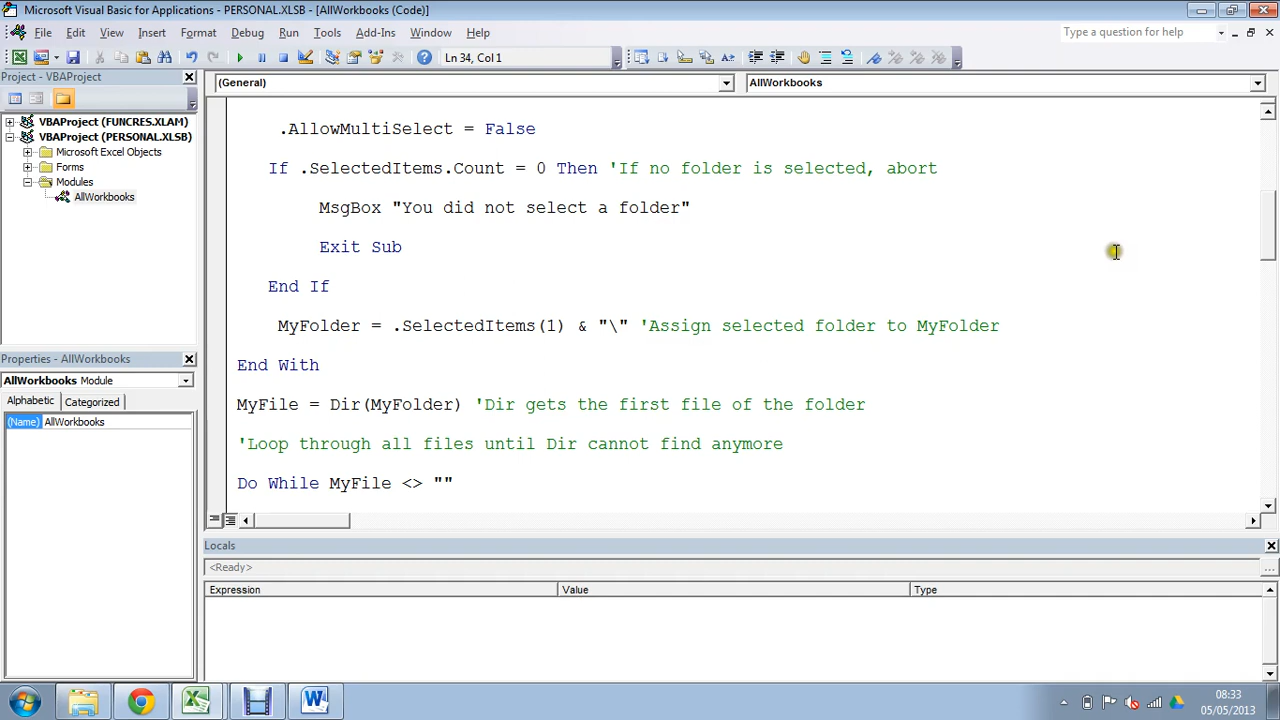 Microsoft Visual Basic for Applications - PERSONAL.XLSB - [AllWorkbooks (Code)]
File Edit View Insert Format Debug Run Tools Add-Ins Window Help
Type a question for help
Ln 34, Col 1
Project - VBAProject
(General)
AllWorkbooks
VBAProject (FUNCRES.XLAM)
VBAProject (PERSONAL.XLSB)
Microsoft Excel Objects
Forms
Modules
AllWorkbooks
.AllowMultiSelect = False
If .SelectedItems.Count = 0 Then 'If no folder is selected, abort
MsgBox "You did not select a folder"
Exit Sub
End If
MyFolder = .SelectedItems(1) & "\" 'Assign selected folder to MyFolder
End With
MyFile = Dir(MyFolder) 'Dir gets the first file of the folder
'Loop through all files until Dir cannot find anymore
Do While MyFile <> ""
Properties - AllWorkbooks
AllWorkbooks Module
Alphabetic Categorized
(Name) AllWorkbooks
Locals
<Ready>
Expression Value Type
08:33
05/05/2013